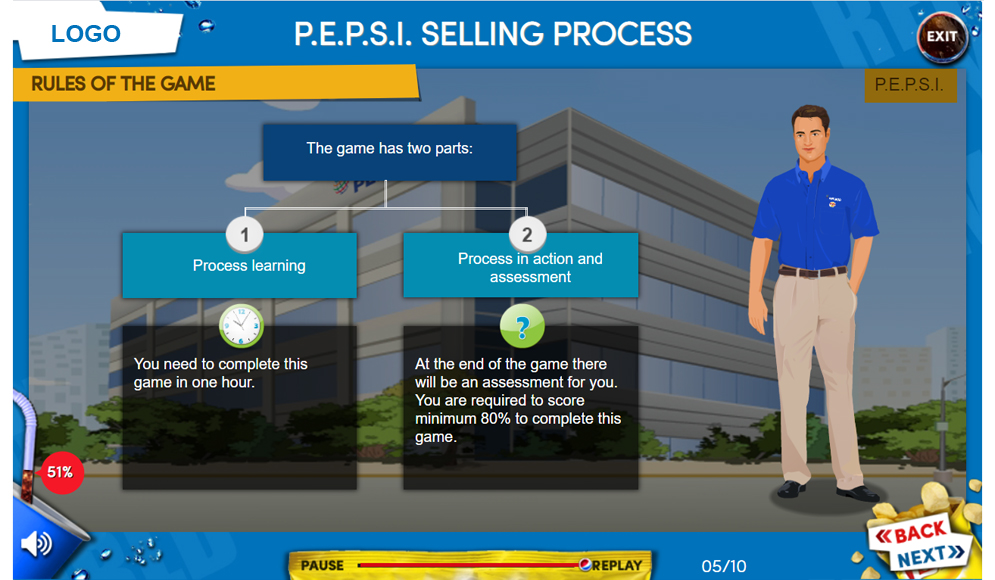 LOGO
P.E.P.S.I. SELLING PROCESS
EXIT
RULES OF THE GAME
P.E.P.S.I.
The game has two parts:
1
Process learning
2
Process in action and
assessment
You need to complete this
game in one hour.
?
At the end of the game there
will be an assessment for you.
You are required to score
minimum 80% to complete this
game.
51%
PAUSE
REPLAY
05/10
BACK
NEXT